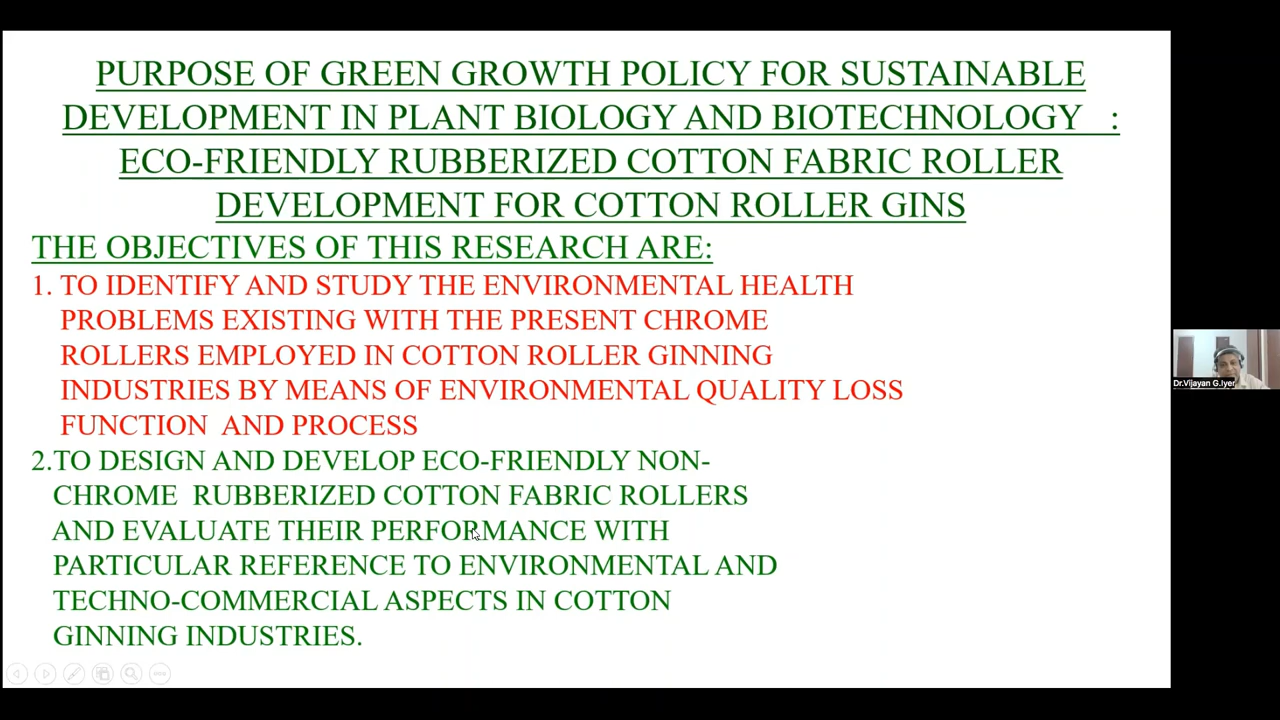 PURPOSE OF GREEN GROWTH POLICY FOR SUSTAINABLE
DEVELOPMENT IN PLANT BIOLOGY AND BIOTECHNOLOGY :
ECO-FRIENDLY RUBBERIZED COTTON FABRIC ROLLER
DEVELOPMENT FOR COTTON ROLLER GINS
THE OBJECTIVES OF THIS RESEARCH ARE:
1. TO IDENTIFY AND STUDY THE ENVIRONMENTAL HEALTH
PROBLEMS EXISTING WITH THE PRESENT CHROME
ROLLERS EMPLOYED IN COTTON ROLLER GINNING
INDUSTRIES BY MEANS OF ENVIRONMENTAL QUALITY LOSS
FUNCTION AND PROCESS
2.TO DESIGN AND DEVELOP ECO-FRIENDLY NON-
CHROME RUBBERIZED COTTON FABRIC ROLLERS
AND EVALUATE THEIR PERFORMANCE WITH
PARTICULAR REFERENCE TO ENVIRONMENTAL AND
TECHNO-COMMERCIAL ASPECTS IN COTTON
GINNING INDUSTRIES.
Dr.Vijayan G.Iyer